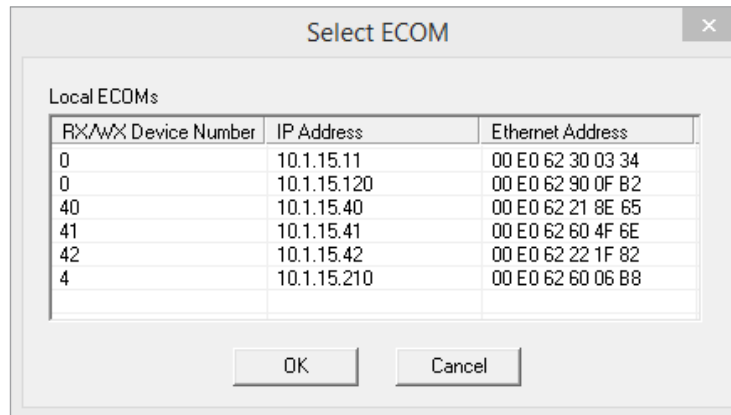 Select ECOM
Local ECOMs
RX/WX Device Number IP Address Ethernet Address
0 10.1.15.11 00 E0 62 30 03 34
0 10.1.15.120 00 E0 62 90 0F B2
40 10.1.15.40 00 E0 62 21 8E 65
41 10.1.15.41 00 E0 62 60 4F 6E
42 10.1.15.42 00 E0 62 22 1F 82
4 10.1.15.210 00 E0 62 60 06 B8
OK Cancel